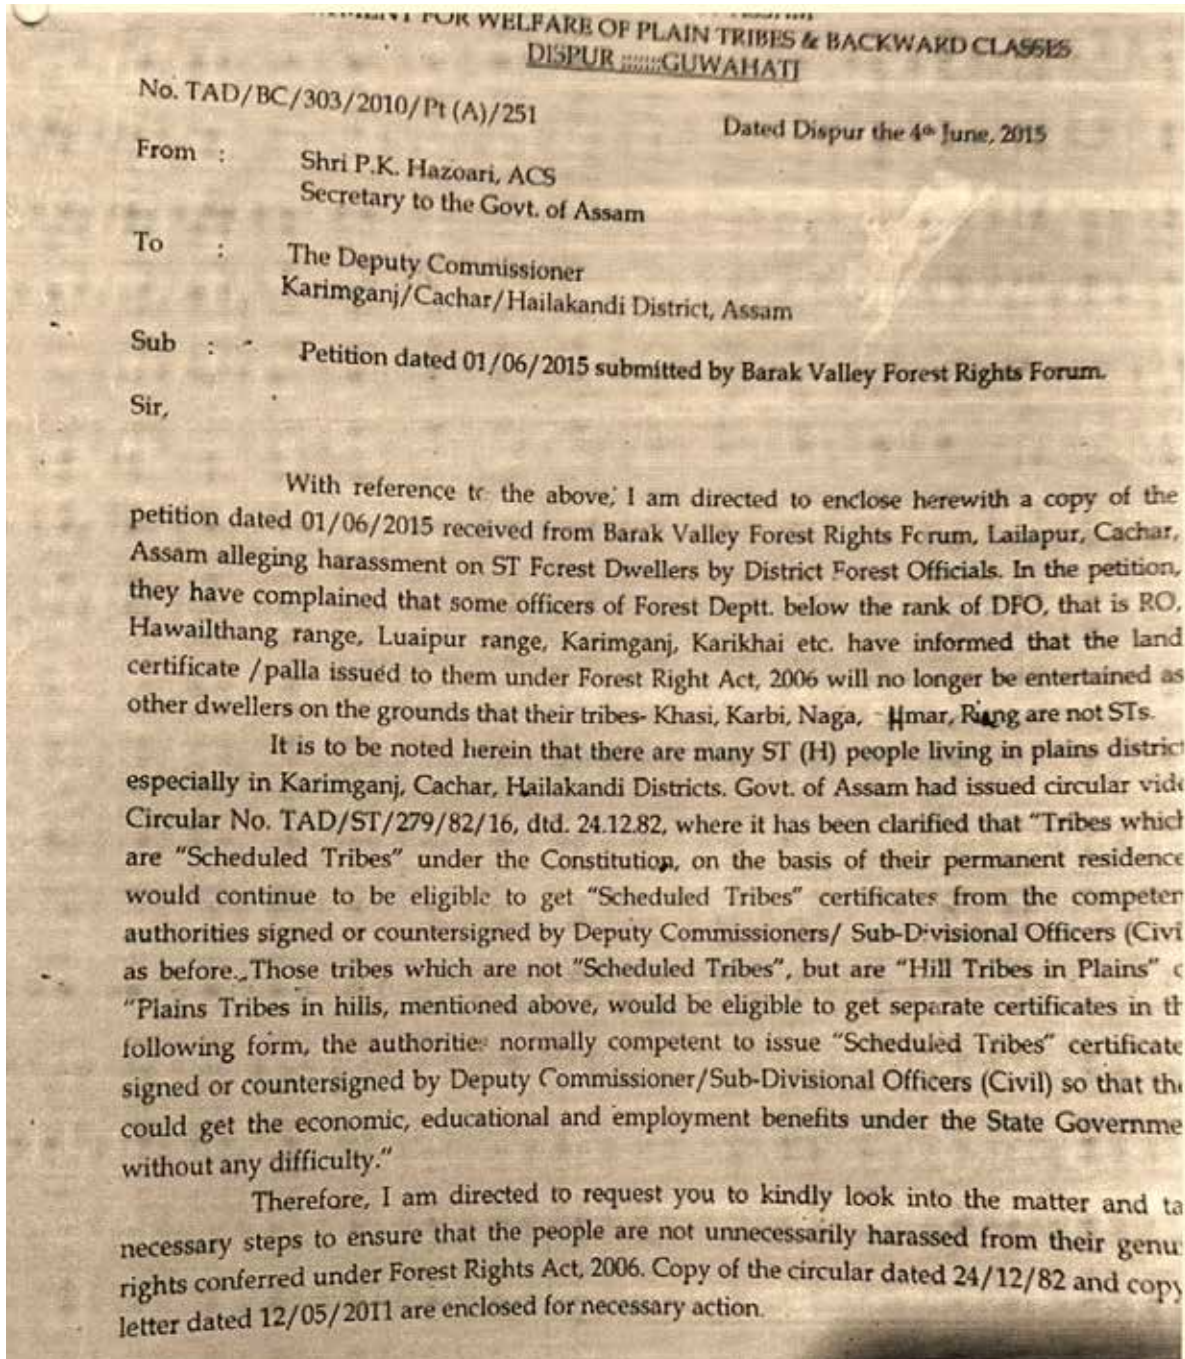 FOR WELFARE OF PLAIN TRIBES & BACKWARD CLASSES
DISPUR ;;;;;;;GUWAHATI
No. TAD/BC/303/2010/Pt (A)/251
Dated Dispur the 4th June, 2015
From : Shri P.K. Hazoari, ACS
Secretary to the Govt. of Assam
To : The Deputy Commissioner
Karimganj/Cachar/Hailakandi District, Assam
Sub : Petition dated 01/06/2015 submitted by Barak Valley Forest Rights Forum.
Sir,
With reference to the above, I am directed to enclose herewith a copy of the
petition dated 01/06/2015 received from Barak Valley Forest Rights Forum, Lailapur, Cachar,
Assam alleging harassment on ST Forest Dwellers by District Forest Officials. In the petition,
they have complained that some officers of Forest Deptt. below the rank of DFO, that is RO,
Hawailthang range, Luaipur range, Karimganj, Karikhai etc. have informed that the land
certificate /palla issued to them under Forest Right Act, 2006 will no longer be entertained as
other dwellers on the grounds that their tribes- Khasi, Karbi, Naga, Hmar, Riang are not STs.
It is to be noted herein that there are many ST (H) people living in plains district
especially in Karimganj, Cachar, Hailakandi Districts. Govt. of Assam had issued circular vide
Circular No. TAD/ST/279/82/16, dtd. 24.12.82, where it has been clarified that "Tribes which
are "Scheduled Tribes" under the Constitution, on the basis of their permanent residence
would continue to be eligible to get "Scheduled Tribes" certificates from the competen
authorities signed or countersigned by Deputy Commissioners/ Sub-Divisional Officers (Civi
as before. Those tribes which are not "Scheduled Tribes", but are "Hill Tribes in Plains"
"Plains Tribes in hills, mentioned above, would be eligible to get separate certificates in th
following form, the authorities normally competent to issue "Scheduled Tribes" certificate
signed or countersigned by Deputy Commissioner/Sub-Divisional Officers (Civil) so that the
could get the economic, educational and employment benefits under the State Governme
without any difficulty."
Therefore, I am directed to request you to kindly look into the matter and ta
necessary steps to ensure that the people are not unnecessarily harassed from their genu
rights conferred under Forest Rights Act, 2006. Copy of the circular dated 24/12/82 and copy
letter dated 12/05/2011 are enclosed for necessary action.